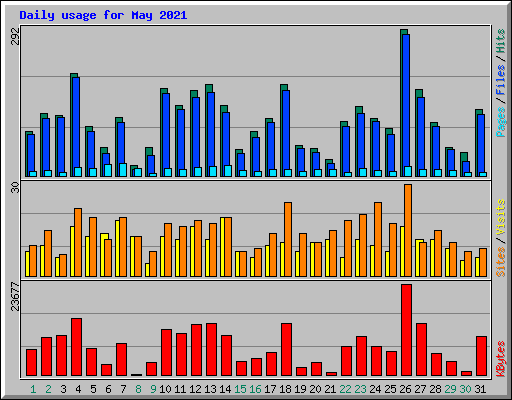 Daily usage for May 2021
292
Pages / Files / Hits
30
Sites / Visits
23677
KBytes
1 2 3 4 5 6 7 8 9 10 11 12 13 14 15 16 17 18 19 20 21 22 23 24 25 26 27 28 29 30 31